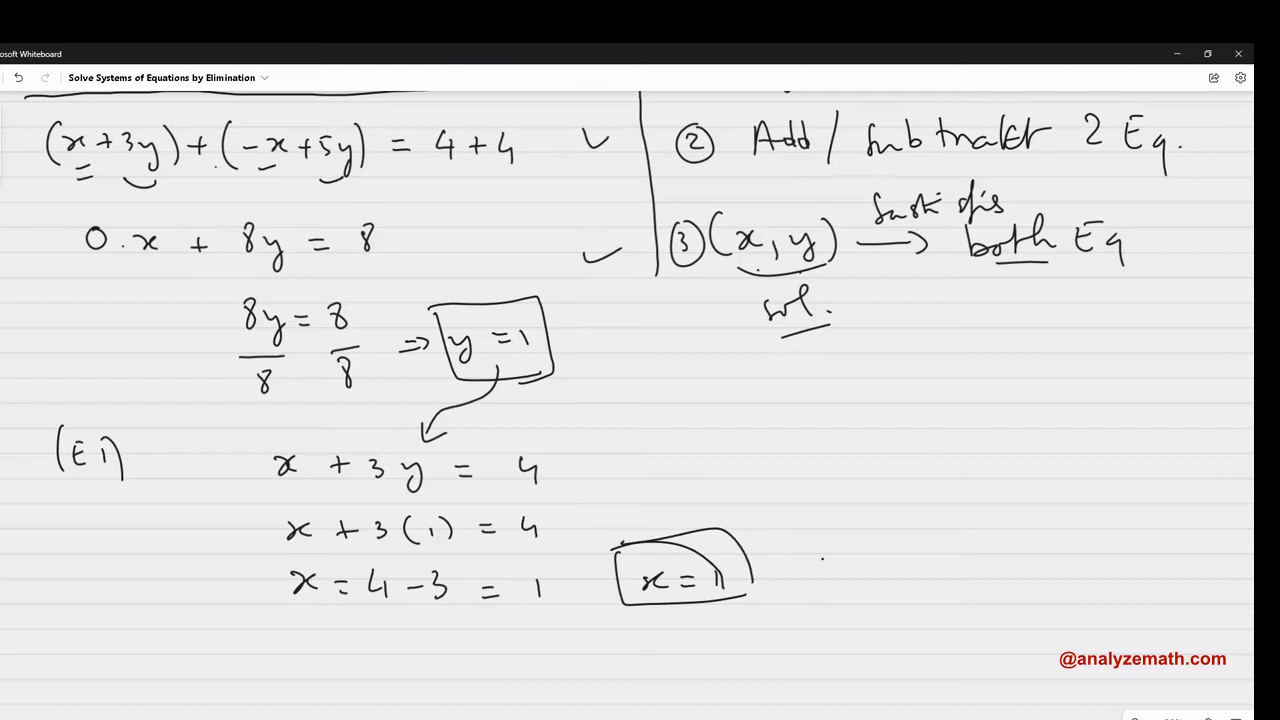 osoft Whiteboard
Solve Systems of Equations by Elimination
(x + 3y) + (-x + 5y) = 4 + 4
0 . x + 8y = 8
8y = 8
8 8
⇒ y = 1
(E1)
x + 3y = 4
x + 3(1) = 4
x = 4 - 3 = 1
x = 1
② Add / Subtrakt 2 Eq.
③ (x, y) → both Eq
sol.
@analyzemath.com